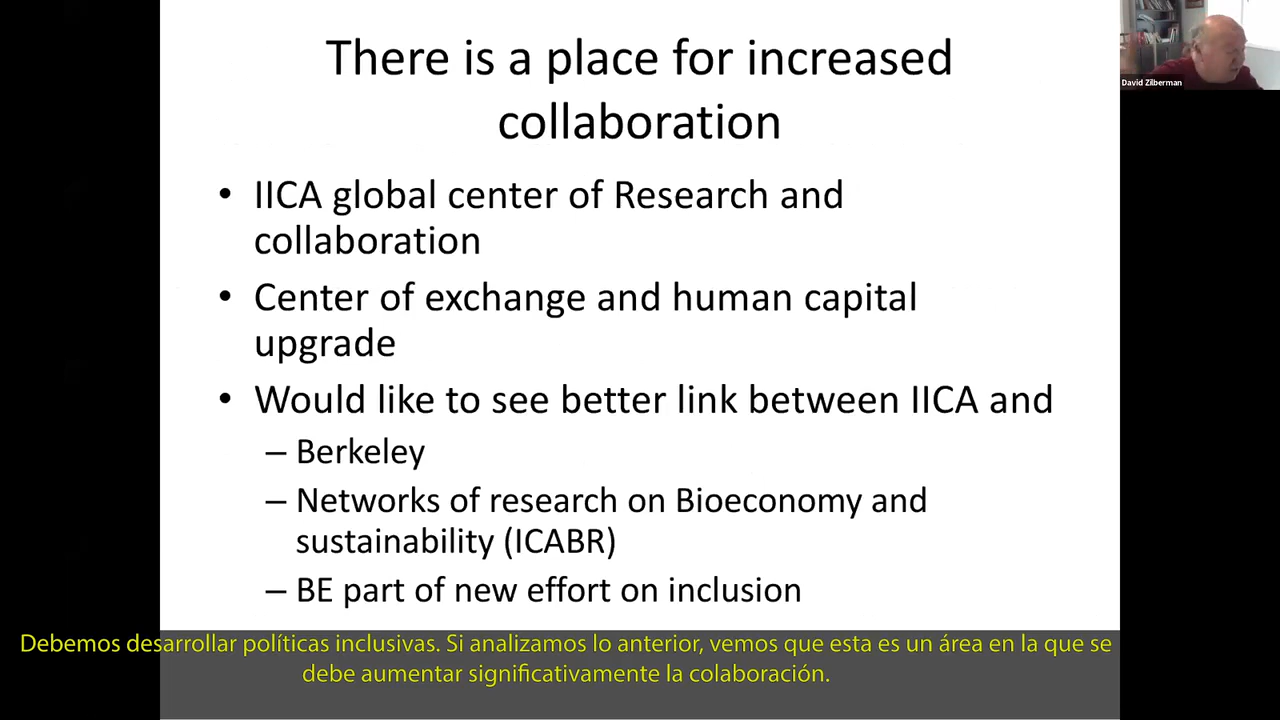 There is a place for increased
collaboration
David Zilberman
• IICA global center of Research and
collaboration
• Center of exchange and human capital
upgrade
• Would like to see better link between IICA and
– Berkeley
– Networks of research on Bioeconomy and
sustainability (ICABR)
– BE part of new effort on inclusion
Debemos desarrollar políticas inclusivas. Si analizamos lo anterior, vemos que esta es un área en la que se
debe aumentar significativamente la colaboración.